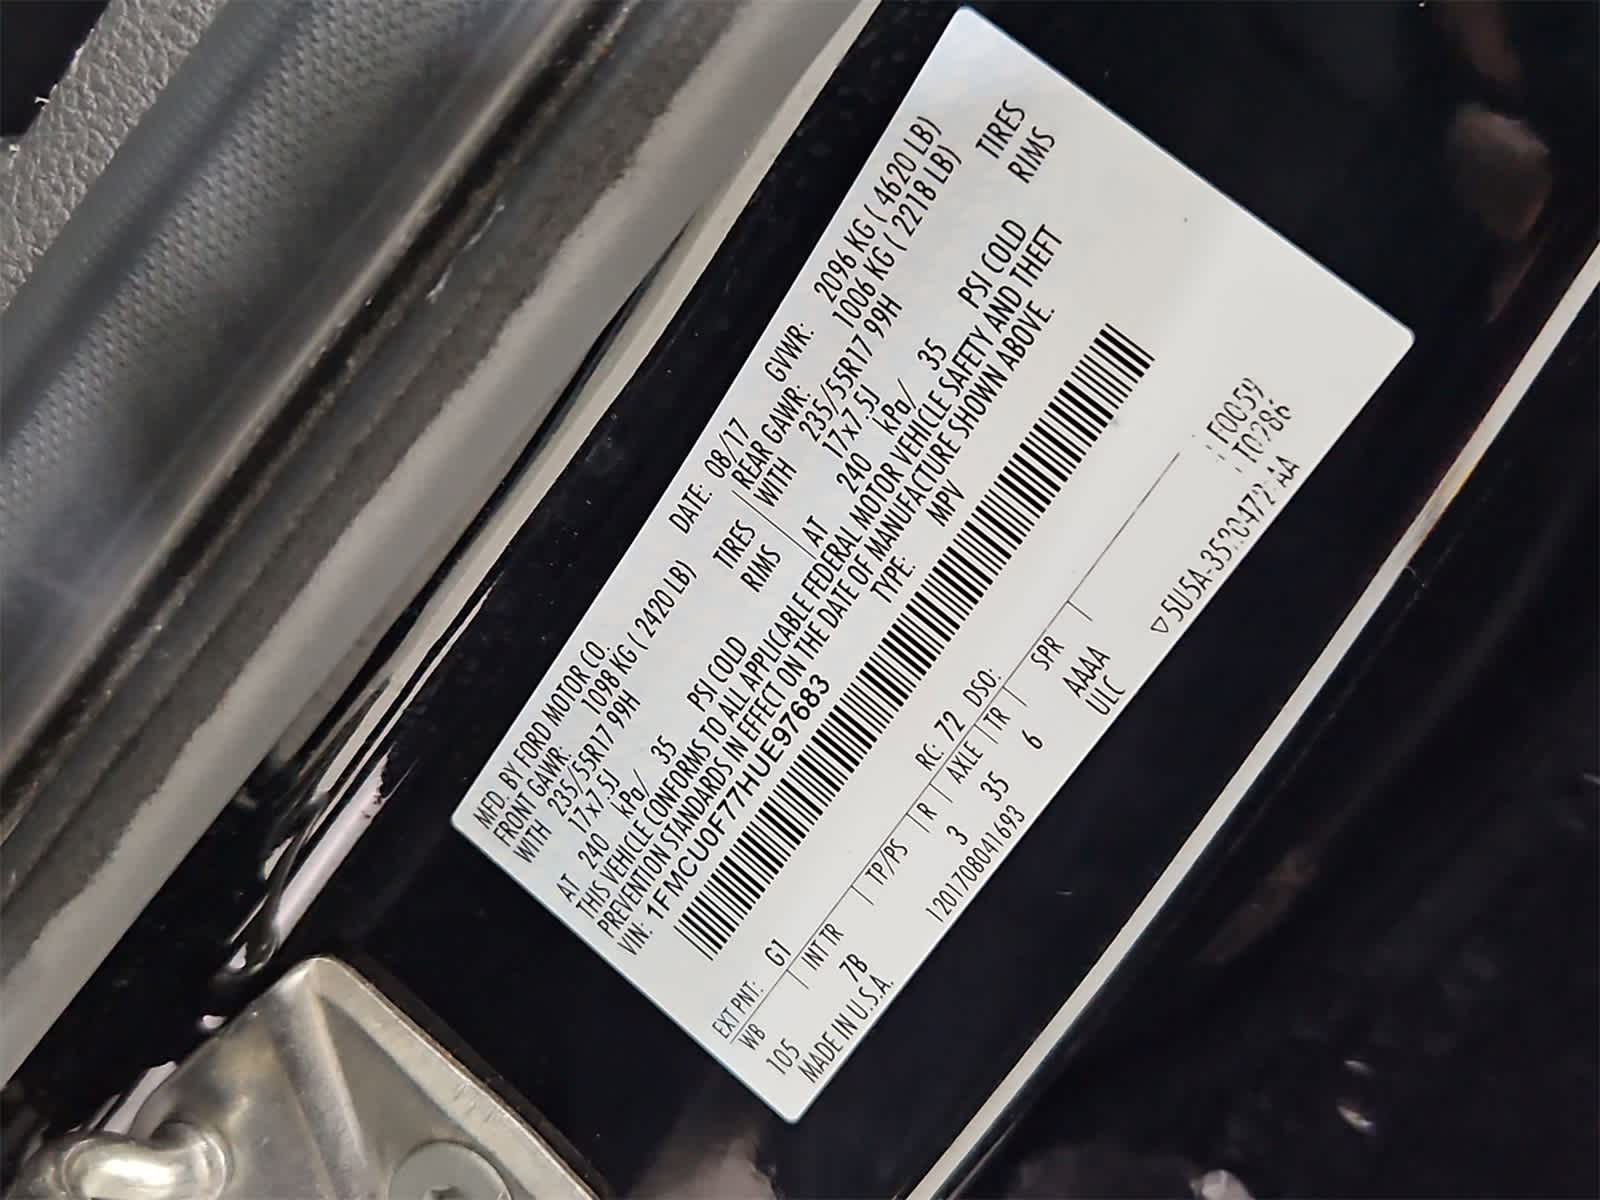 MFD. BY FORD MOTOR CO. DATE: 08/17 GVWR: 2096 KG ( 4620 LB)
FRONT GAWR: 1098 KG ( 2420 LB) REAR GAWR: 1006 KG ( 2218 LB)
WITH 235/55R17 99H TIRES WITH 235/55R17 99H TIRES
17x7.5J RIMS 17x7.5J RIMS
AT 240 kPa/ 35 PSI COLD AT 240 kPa/ 35 PSI COLD
THIS VEHICLE CONFORMS TO ALL APPLICABLE FEDERAL MOTOR VEHICLE SAFETY AND THEFT
PREVENTION STANDARDS IN EFFECT ON THE DATE OF MANUFACTURE SHOWN ABOVE.
VIN: 1FMCU0F77HUE97683 TYPE: MPV
EXT PNT: G1 RC: 72 DSO:
WB INT TR TP/PS R AXLE TR SPR
105 7B 3 35 6 AAAA
MADE IN U.S.A. 1201708041693 ULC
F0059